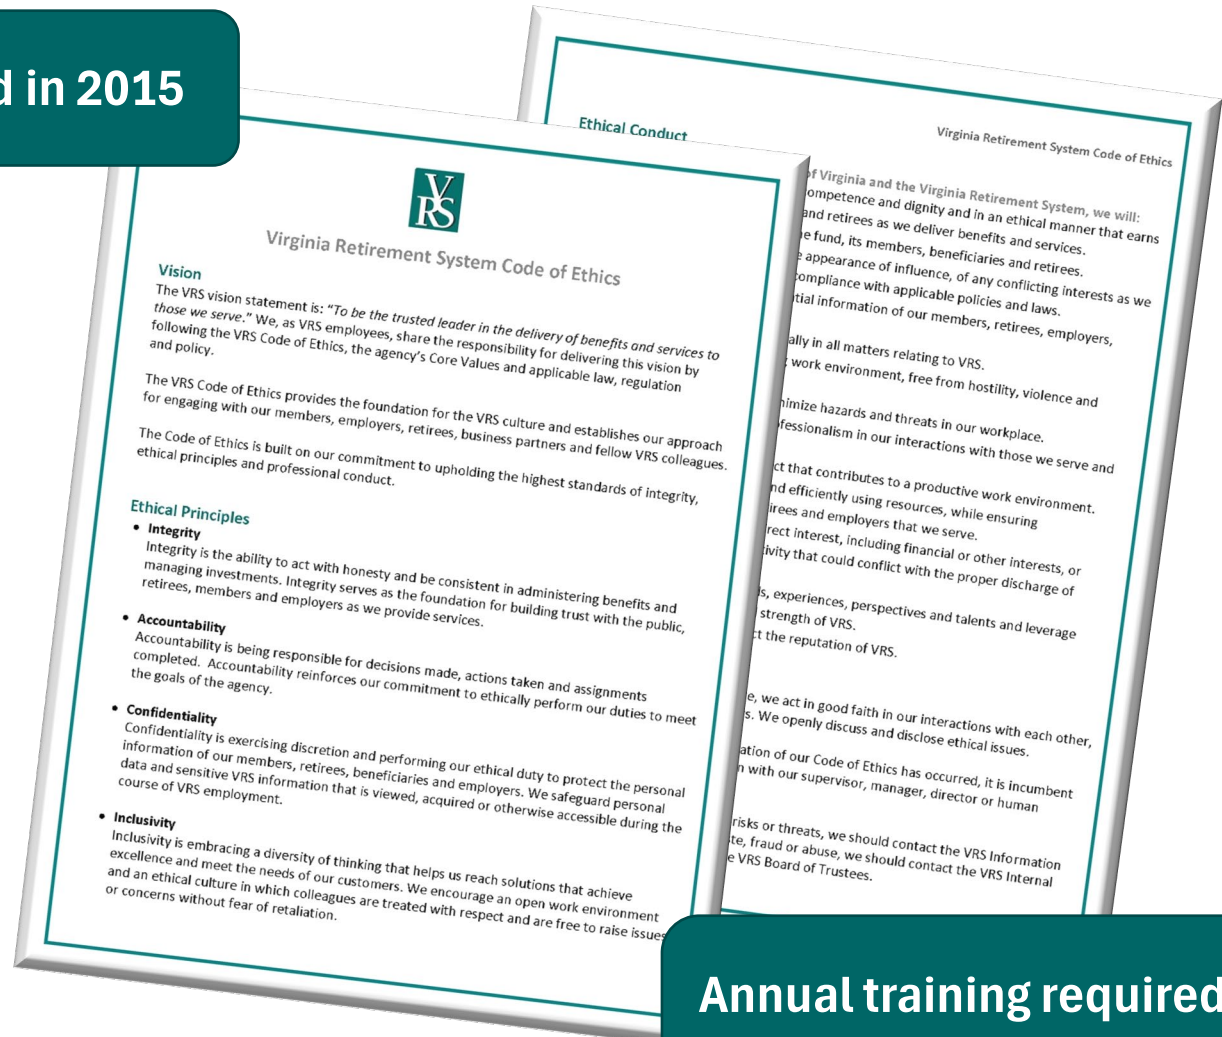 d in 2015
VRS
Virginia Retirement System Code of Ethics
Vision
The VRS vision statement is: “To be the trusted leader in the delivery of benefits and services to
those we serve.” We, as VRS employees, share the responsibility for delivering this vision by
following the VRS Code of Ethics, the agency’s Core Values and applicable law, regulation
and policy.
The VRS Code of Ethics provides the foundation for the VRS culture and establishes our approach
for engaging with our members, employers, retirees, business partners and fellow VRS colleagues.
The Code of Ethics is built on our commitment to upholding the highest standards of integrity,
ethical principles and professional conduct.
Ethical Principles
• Integrity
Integrity is the ability to act with honesty and be consistent in administering benefits and
managing investments. Integrity serves as the foundation for building trust with the public,
retirees, members and employers as we provide services.
• Accountability
Accountability is being responsible for decisions made, actions taken and assignments
completed. Accountability reinforces our commitment to ethically perform our duties to meet
the goals of the agency.
• Confidentiality
Confidentiality is exercising discretion and performing our ethical duty to protect the personal
information of our members, retirees, beneficiaries and employers. We safeguard personal
data and sensitive VRS information that is viewed, acquired or otherwise accessible during the
course of VRS employment.
• Inclusivity
Inclusivity is embracing a diversity of thinking that helps us reach solutions that achieve
excellence and meet the needs of our customers. We encourage an open work environment
and an ethical culture in which colleagues are treated with respect and are free to raise issues
or concerns without fear of retaliation.
Virginia Retirement System Code of Ethics
Ethical Conduct
of Virginia and the Virginia Retirement System, we will:
ompetence and dignity and in an ethical manner that earns
and retirees as we deliver benefits and services.
e fund, its members, beneficiaries and retirees.
e appearance of influence, of any conflicting interests as we
compliance with applicable policies and laws.
tial information of our members, retirees, employers,
ally in all matters relating to VRS.
work environment, free from hostility, violence and
nimize hazards and threats in our workplace.
ofessionalism in our interactions with those we serve and
ct that contributes to a productive work environment.
nd efficiently using resources, while ensuring
irees and employers that we serve.
rect interest, including financial or other interests, or
ivity that could conflict with the proper discharge of
ds, experiences, perspectives and talents and leverage
strength of VRS.
ct the reputation of VRS.
e, we act in good faith in our interactions with each other,
s. We openly discuss and disclose ethical issues.
ation of our Code of Ethics has occurred, it is incumbent
n with our supervisor, manager, director or human
risks or threats, we should contact the VRS Information
te, fraud or abuse, we should contact the VRS Internal
e VRS Board of Trustees.
Annual training required